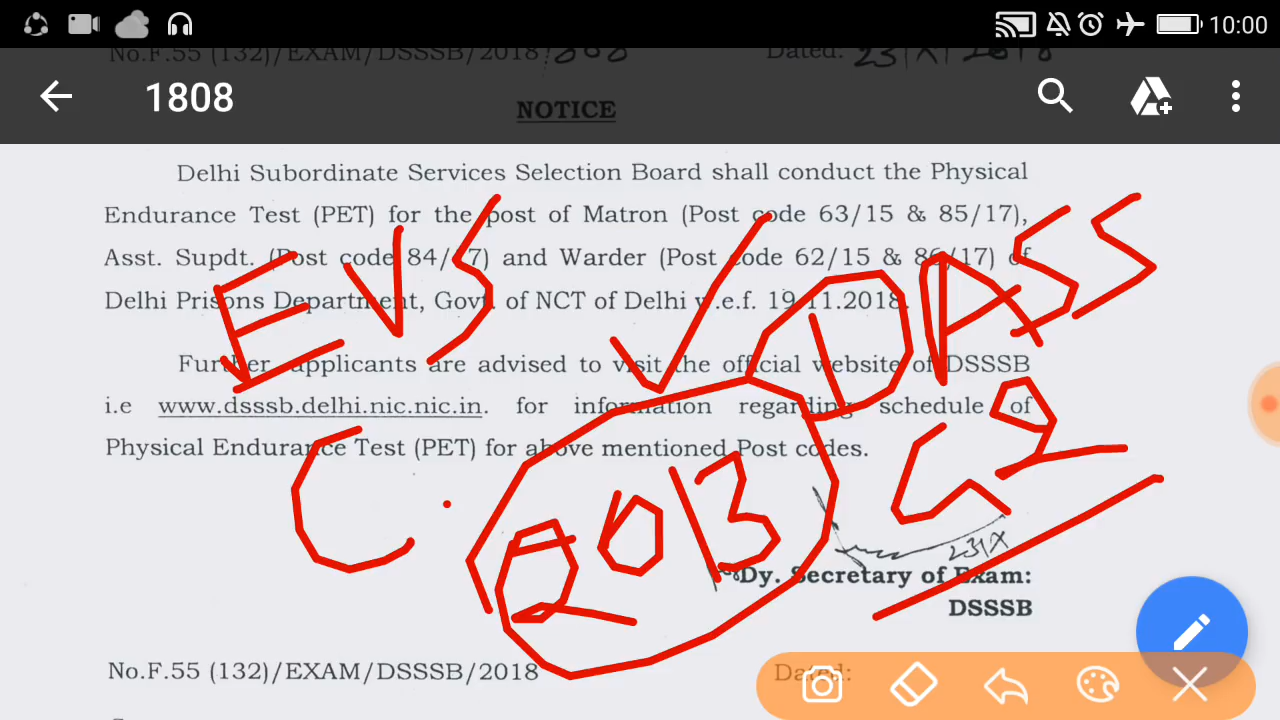 10:00
No.F.55 (132)/EXAM/DSSSB/2018/ Dated: 23/X/2018
1808
NOTICE
Delhi Subordinate Services Selection Board shall conduct the Physical
Endurance Test (PET) for the post of Matron (Post code 63/15 & 85/17),
Asst. Supdt. (Post code 84/17) and Warder (Post code 62/15 & 86/17) of
Delhi Prisons Department, Govt. of NCT of Delhi w.e.f. 19.11.2018.
EVS
PASS
Further applicants are advised to visit the official website of DSSSB
i.e www.dsssb.delhi.nic.nic.in. for information regarding schedule of
Physical Endurance Test (PET) for above mentioned Post codes.
C. 2013
23/X
Dy. Secretary of Exam:
DSSSB
No.F.55 (132)/EXAM/DSSSB/2018 Dated: